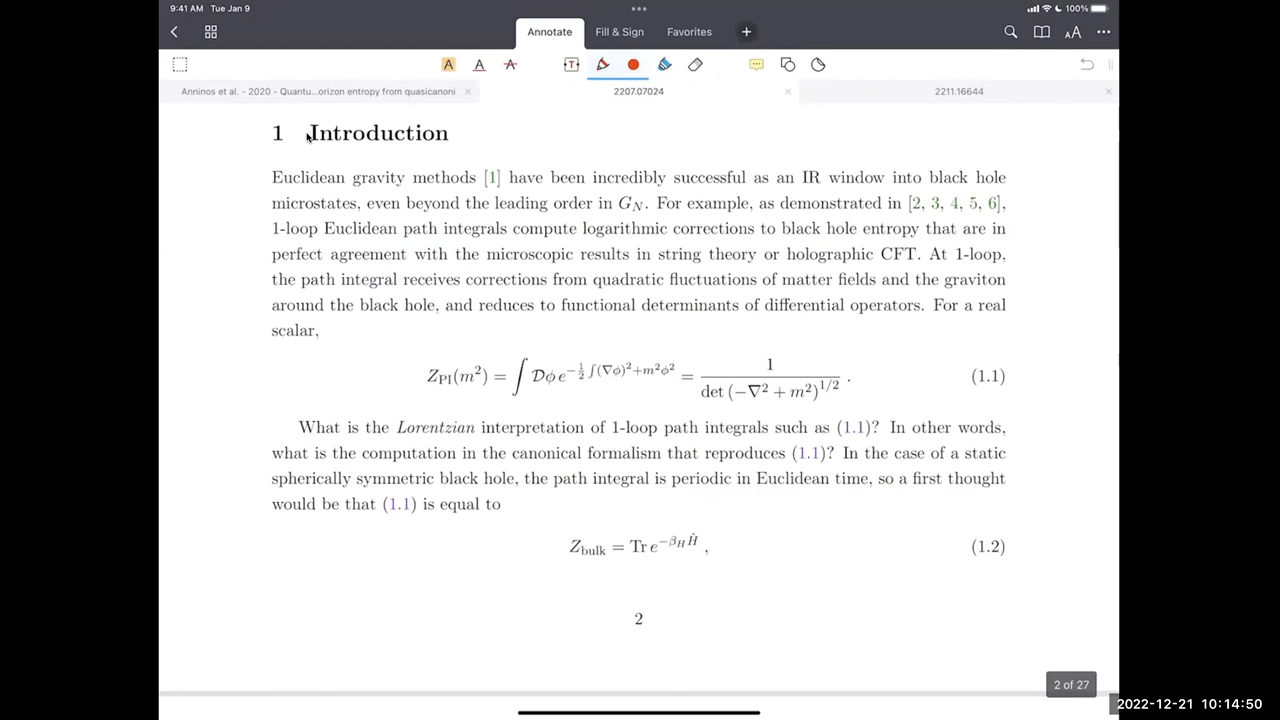 9:41 AM Tue Jan 9
100%
Annotate
Fill & Sign
Favorites
Anninos et al. - 2020 - Quantu...orizon entropy from quasicanoni
2207.07024
2211.16644
1 Introduction
Euclidean gravity methods [1] have been incredibly successful as an IR window into black hole
microstates, even beyond the leading order in G_N. For example, as demonstrated in [2, 3, 4, 5, 6],
1-loop Euclidean path integrals compute logarithmic corrections to black hole entropy that are in
perfect agreement with the microscopic results in string theory or holographic CFT. At 1-loop,
the path integral receives corrections from quadratic fluctuations of matter fields and the graviton
around the black hole, and reduces to functional determinants of differential operators. For a real
scalar,
Z_PI(m²) = ∫ 𝒟ϕ e^{-½ ∫(∇ϕ)²+m²ϕ²} = 1 / det (−∇² + m²)^{1/2} . (1.1)
What is the Lorentzian interpretation of 1-loop path integrals such as (1.1)? In other words,
what is the computation in the canonical formalism that reproduces (1.1)? In the case of a static
spherically symmetric black hole, the path integral is periodic in Euclidean time, so a first thought
would be that (1.1) is equal to
Z_bulk = Tr e^{−β_H Ĥ} , (1.2)
2
2 of 27
2022-12-21 10:14:50